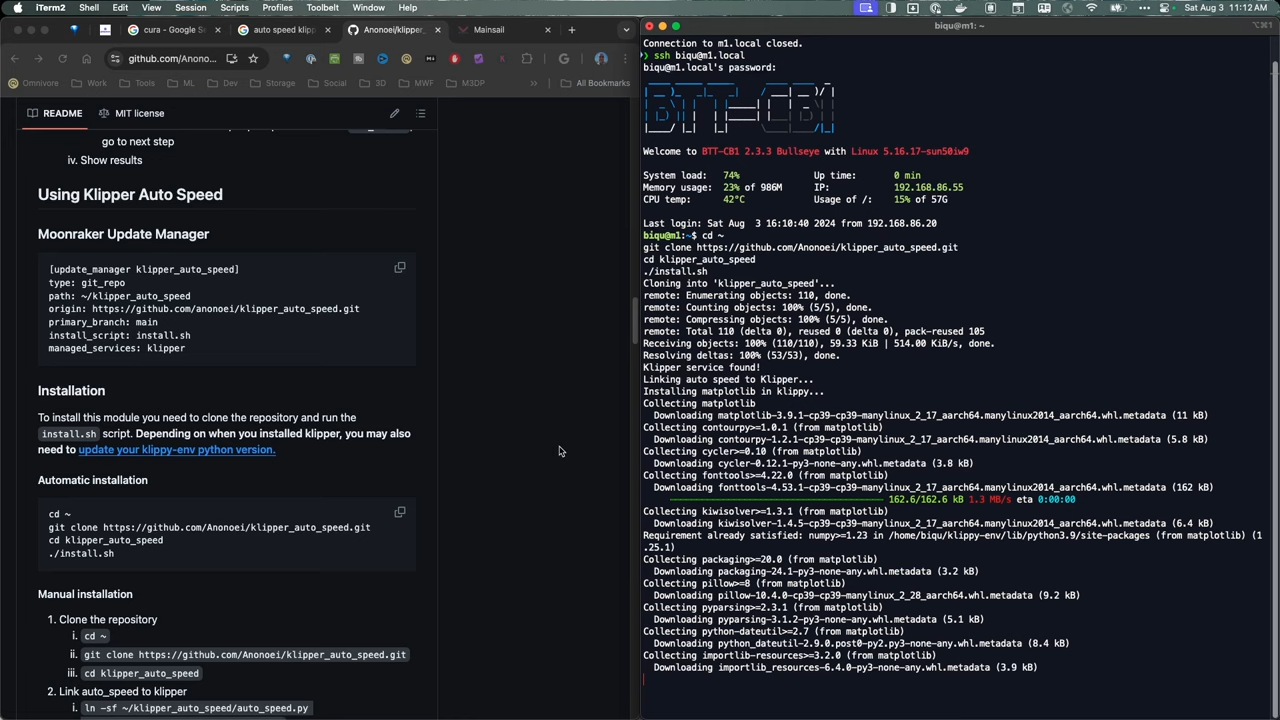 iTerm2 Shell Edit View Session Scripts Profiles Toolbelt Window Help
Sat Aug 3 11:12 AM
cura - Google Se
auto speed klipp
Anonoei/klipper_
Mainsail
github.com/Anono...
Omnivore Work Tools ML Dev Storage Social 3D MWF M3DP All Bookmarks
README MIT license
go to next step
iv. Show results
Using Klipper Auto Speed
Moonraker Update Manager
[update_manager klipper_auto_speed]
type: git_repo
path: ~/klipper_auto_speed
origin: https://github.com/anonoei/klipper_auto_speed.git
primary_branch: main
install_script: install.sh
managed_services: klipper
Installation
To install this module you need to clone the repository and run the
install.sh script. Depending on when you installed klipper, you may also
need to update your klippy-env python version.
Automatic installation
cd ~
git clone https://github.com/Anonoei/klipper_auto_speed.git
cd klipper_auto_speed
./install.sh
Manual installation
1. Clone the repository
i. cd ~
ii. git clone https://github.com/Anonoei/klipper_auto_speed.git
iii. cd klipper_auto_speed
2. Link auto_speed to klipper
i. ln -sf ~/klipper_auto_speed/auto_speed.py
biqu@m1: ~
⌥⌘1
Connection to m1.local closed.
❯ ssh biqu@m1.local
biqu@m1.local's password:
BTT-CB1
Welcome to BTT-CB1 2.3.3 Bullseye with Linux 5.16.17-sun50iw9
System load: 74% Up time: 0 min
Memory usage: 23% of 986M IP: 192.168.86.55
CPU temp: 42°C Usage of /: 15% of 57G
Last login: Sat Aug 3 16:10:40 2024 from 192.168.86.20
biqu@m1:~$ cd ~
git clone https://github.com/Anonoei/klipper_auto_speed.git
cd klipper_auto_speed
./install.sh
Cloning into 'klipper_auto_speed'...
remote: Enumerating objects: 110, done.
remote: Counting objects: 100% (5/5), done.
remote: Compressing objects: 100% (5/5), done.
remote: Total 110 (delta 0), reused 0 (delta 0), pack-reused 105
Receiving objects: 100% (110/110), 59.33 KiB | 514.00 KiB/s, done.
Resolving deltas: 100% (53/53), done.
Klipper service found!
Linking auto speed to Klipper...
Installing matplotlib in klippy...
Collecting matplotlib
Downloading matplotlib-3.9.1-cp39-cp39-manylinux_2_17_aarch64.manylinux2014_aarch64.whl.metadata (11 kB)
Collecting contourpy>=1.0.1 (from matplotlib)
Downloading contourpy-1.2.1-cp39-cp39-manylinux_2_17_aarch64.manylinux2014_aarch64.whl.metadata (5.8 kB)
Collecting cycler>=0.10 (from matplotlib)
Downloading cycler-0.12.1-py3-none-any.whl.metadata (3.8 kB)
Collecting fonttools>=4.22.0 (from matplotlib)
Downloading fonttools-4.53.1-cp39-cp39-manylinux_2_17_aarch64.manylinux2014_aarch64.whl.metadata (162 kB)
162.6/162.6 kB 1.3 MB/s eta 0:00:00
Collecting kiwisolver>=1.3.1 (from matplotlib)
Downloading kiwisolver-1.4.5-cp39-cp39-manylinux_2_17_aarch64.manylinux2014_aarch64.whl.metadata (6.4 kB)
Requirement already satisfied: numpy>=1.23 in /home/biqu/klippy-env/lib/python3.9/site-packages (from matplotlib) (1
.25.1)
Collecting packaging>=20.0 (from matplotlib)
Downloading packaging-24.1-py3-none-any.whl.metadata (3.2 kB)
Collecting pillow>=8 (from matplotlib)
Downloading pillow-10.4.0-cp39-cp39-manylinux_2_28_aarch64.whl.metadata (9.2 kB)
Collecting pyparsing>=2.3.1 (from matplotlib)
Downloading pyparsing-3.1.2-py3-none-any.whl.metadata (5.1 kB)
Collecting python-dateutil>=2.7 (from matplotlib)
Downloading python_dateutil-2.9.0.post0-py2.py3-none-any.whl.metadata (8.4 kB)
Collecting importlib-resources>=3.2.0 (from matplotlib)
Downloading importlib_resources-6.4.0-py3-none-any.whl.metadata (3.9 kB)